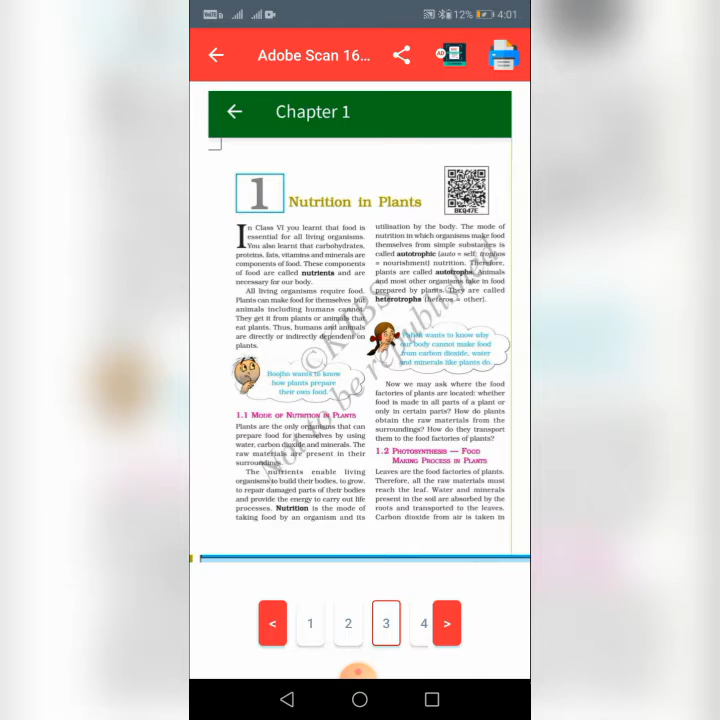 12% 4:01
Adobe Scan 16...
AD
Chapter 1
1 Nutrition in Plants
BKQ47E
In Class VI you learnt that food is
essential for all living organisms.
You also learnt that carbohydrates,
proteins, fats, vitamins and minerals are
components of food. These components
of food are called nutrients and are
necessary for our body.
All living organisms require food.
Plants can make food for themselves but
animals including humans cannot.
They get it from plants or animals that
eat plants. Thus, humans and animals
are directly or indirectly dependent on
plants.
Boojho wants to know
how plants prepare
their own food.
1.1 MODE OF NUTRITION IN PLANTS
Plants are the only organisms that can
prepare food for themselves by using
water, carbon dioxide and minerals. The
raw materials are present in their
surroundings.
The nutrients enable living
organisms to build their bodies, to grow,
to repair damaged parts of their bodies
and provide the energy to carry out life
processes. Nutrition is the mode of
taking food by an organism and its
utilisation by the body. The mode of
nutrition in which organisms make food
themselves from simple substances is
called autotrophic (auto = self; trophos
= nourishment) nutrition. Therefore,
plants are called autotrophs. Animals
and most other organisms take in food
prepared by plants. They are called
heterotrophs (heteros = other).
Paheli wants to know why
our body cannot make food
from carbon dioxide, water
and minerals like plants do.
Now we may ask where the food
factories of plants are located: whether
food is made in all parts of a plant or
only in certain parts? How do plants
obtain the raw materials from the
surroundings? How do they transport
them to the food factories of plants?
1.2 PHOTOSYNTHESIS — FOOD
MAKING PROCESS IN PLANTS
Leaves are the food factories of plants.
Therefore, all the raw materials must
reach the leaf. Water and minerals
present in the soil are absorbed by the
roots and transported to the leaves.
Carbon dioxide from air is taken in
©KTBS
Not to be republished
< 1 2 3 4 >